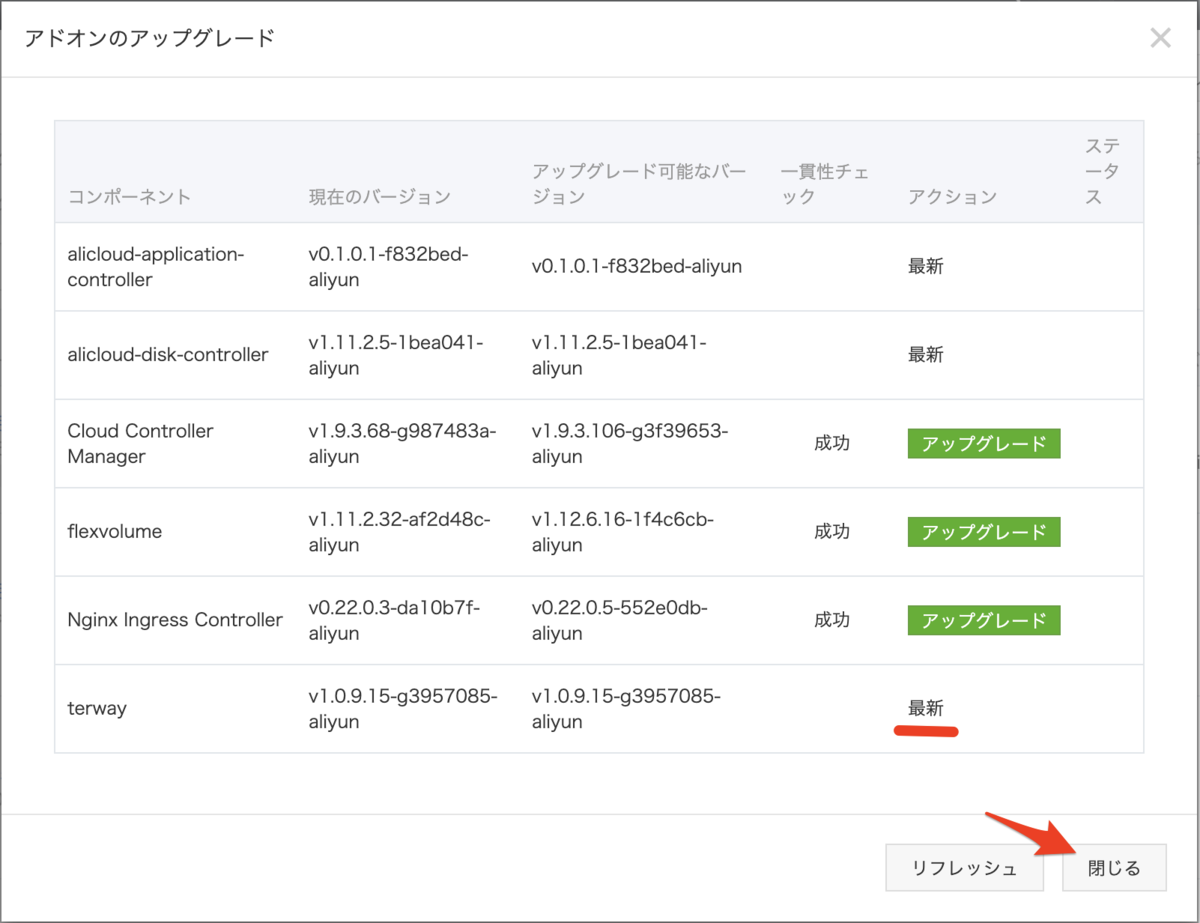 アドオンのアップグレード
コンポーネント
現在のバージョン
アップグレード可能なバー
ジョン
一貫性チェ
ック
アクション
ステ
ータ
ス
alicloud-application-
controller
v0.1.0.1-f832bed-
aliyun
v0.1.0.1-f832bed-aliyun
最新
alicloud-disk-controller
v1.11.2.5-1bea041-
aliyun
v1.11.2.5-1bea041-
aliyun
最新
Cloud Controller
Manager
v1.9.3.68-g987483a-
aliyun
v1.9.3.106-g3f39653-
aliyun
成功
アップグレード
flexvolume
v1.11.2.32-af2d48c-
aliyun
v1.12.6.16-1f4c6cb-
aliyun
成功
アップグレード
Nginx Ingress Controller
v0.22.0.3-da10b7f-
aliyun
v0.22.0.5-552e0db-
aliyun
成功
アップグレード
terway
v1.0.9.15-g3957085-
aliyun
v1.0.9.15-g3957085-
aliyun
最新
リフレッシュ
閉じる